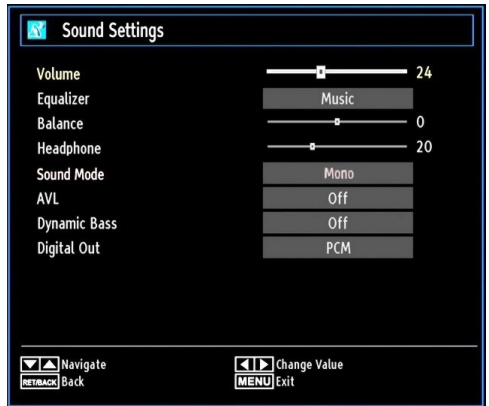 Sound Settings
Volume 24
Equalizer Music
Balance 0
Headphone 20
Sound Mode Mono
AVL Off
Dynamic Bass Off
Digital Out PCM
Navigate Change Value
RET/BACK Back MENU Exit